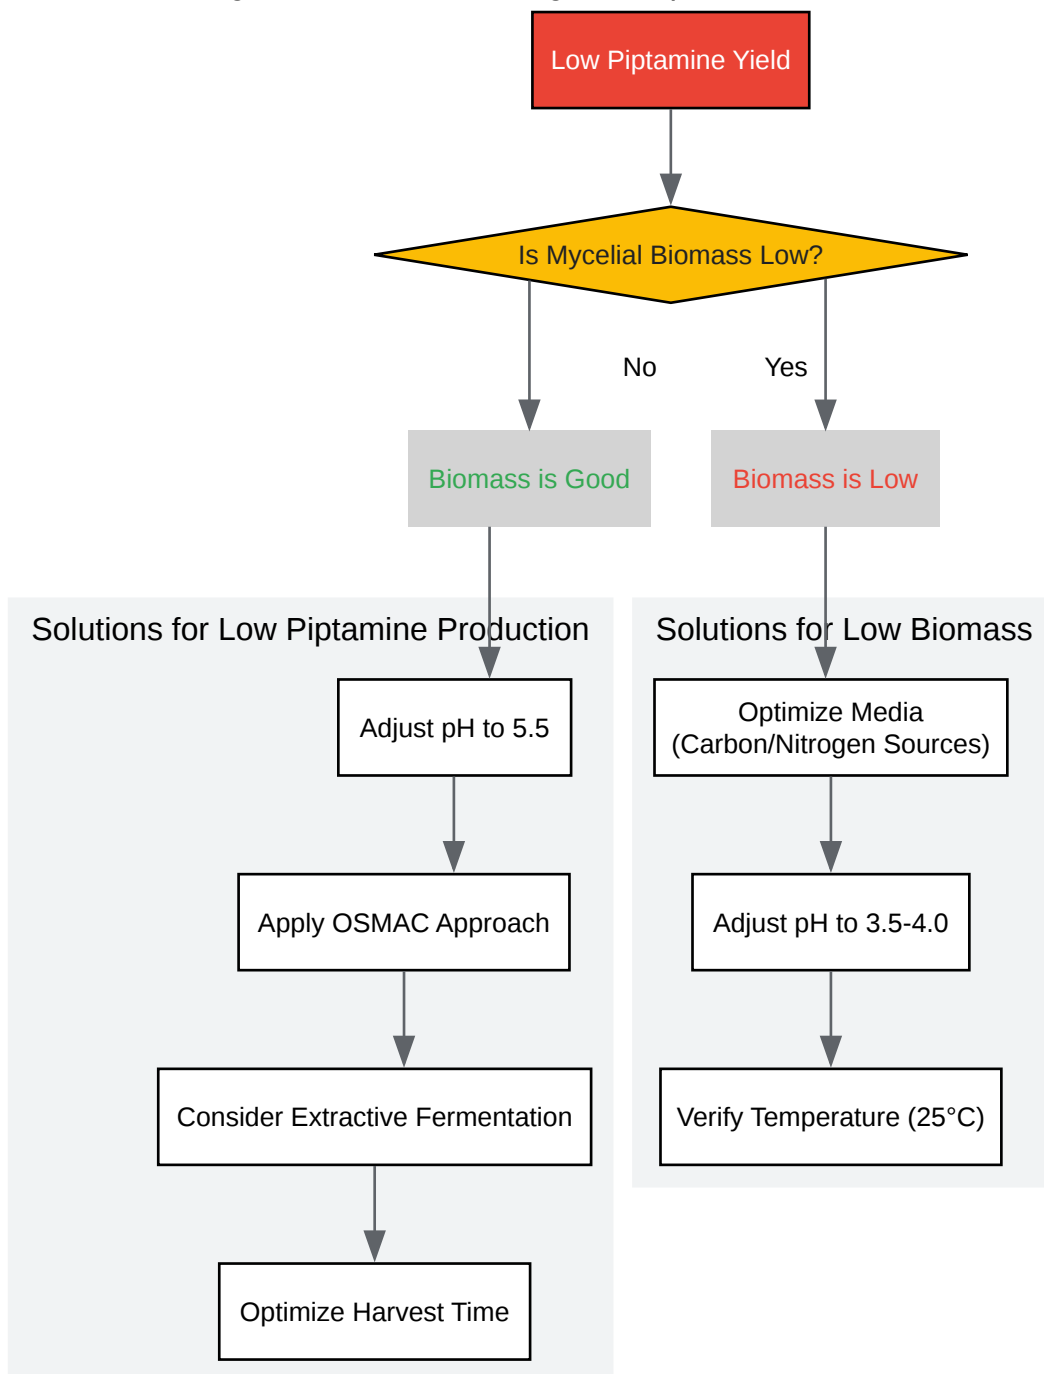 Low Piptamine Yield
Is Mycelial Biomass Low?
No
Yes
Biomass is Good
Biomass is Low
Solutions for Low Piptamine Production
Solutions for Low Biomass
Adjust pH to 5.5
Optimize Media
(Carbon/Nitrogen Sources)
Apply OSMAC Approach
Adjust pH to 3.5-4.0
Consider Extractive Fermentation
Verify Temperature (25°C)
Optimize Harvest Time